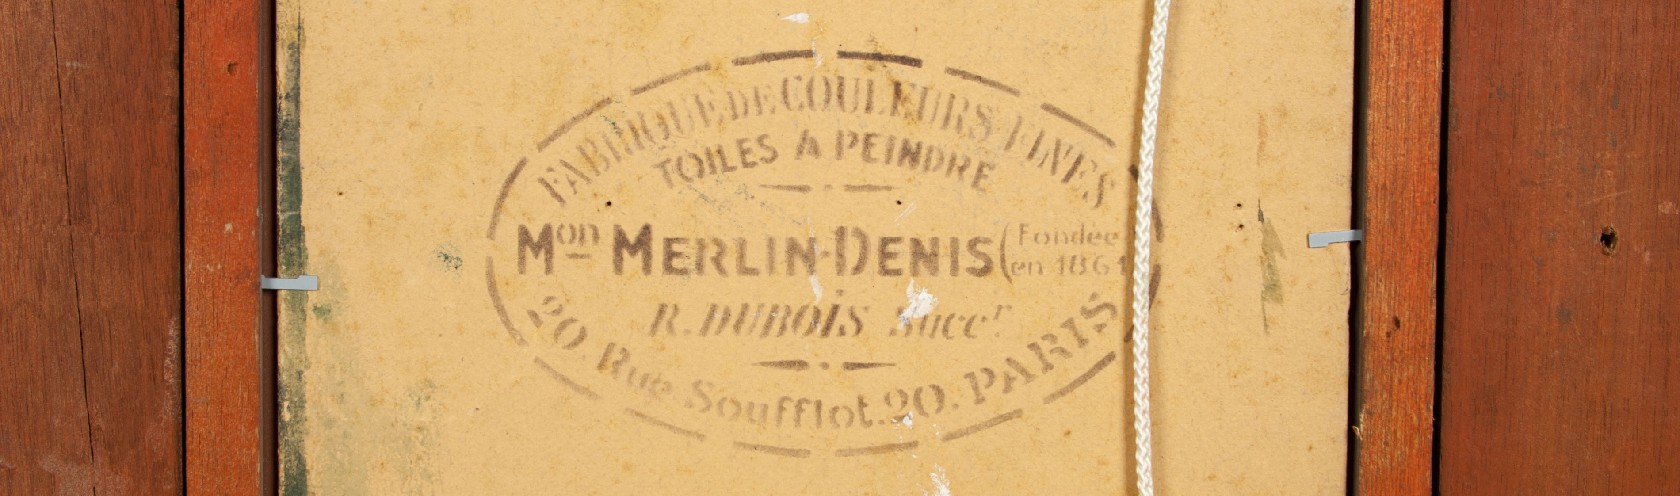 FABRIQUE DE COULEURS FINES
TOILES A PEINDRE
Mon MERLIN-DENIS (Fondée
en 1861
R. DUBOIS Succr
20. Rue Soufflot. 20. PARIS